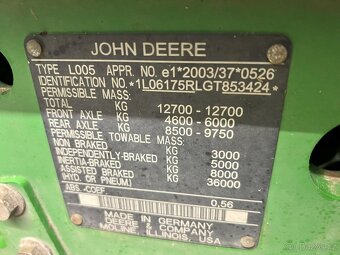 JOHN DEERE
TYPE L005 APPR. NO. e1*2003/37*0526
IDENTIFICATION NO. *1L06175RLGT853424*
PERMISSIBLE MASS:
TOTAL KG 12700 - 12700
FRONT AXLE KG 4600 - 6000
REAR AXLE KG 8500 - 9750
PERMISSIBLE TOWABLE MASS:
NON BRAKED KG 3000
INERTIA-BRAKED KG 5000
ASSISTED BRAKED KG 8000
(HYD OR PNEUM) KG 36000
ABS.-COEF. 0,56
MADE IN GERMANY
DEERE & COMPANY
MOLINE, ILLINOIS, USA